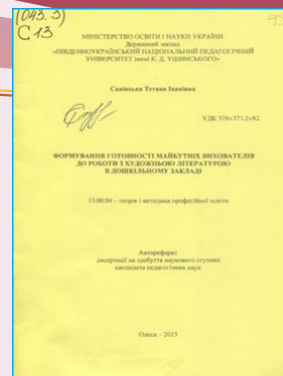 (043.3)
С 13
МІНІСТЕРСТВО ОСВІТИ І НАУКИ УКРАЇНИ
Державний заклад
«ПІВДЕННОУКРАЇНСЬКИЙ НАЦІОНАЛЬНИЙ ПЕДАГОГІЧНИЙ
УНІВЕРСИТЕТ імені К. Д. УШИНСЬКОГО»
Тетяна Іванівна
УДК 378+373.2+82
ФОРМУВАННЯ ГОТОВНОСТІ МАЙБУТНІХ ВИХОВАТЕЛІВ
ДО РОБОТИ З ХУДОЖНЬОЮ ЛІТЕРАТУРОЮ
В ДОШКІЛЬНОМУ ЗАКЛАДІ
13.00.04 – теорія і методика професійної освіти
Автореферат
дисертації на здобуття наукового ступеня
кандидата педагогічних наук
Одеса – 2015